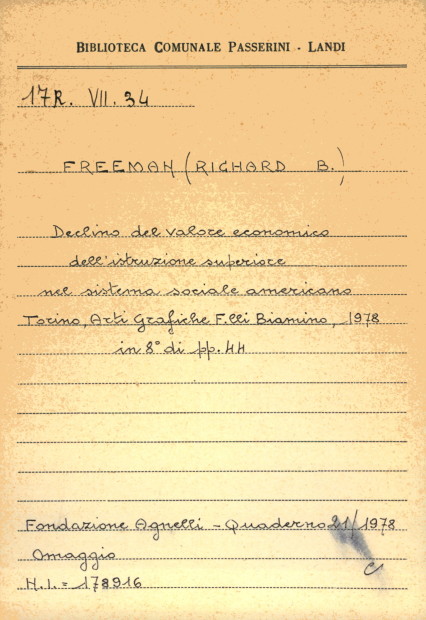 BIBLIOTECA COMUNALE PASSERINI - LANDI
17R. VII. 34
FREEMAN (RICHARD B.)
Declino del valore economico
dell'istruzione superiore
nel sistema sociale americano
Torino, Arti Grafiche F.lli Biamino, 1978
in 8° di pp. 44
Fondazione Agnelli - Quaderno 21/1978
Omaggio
N.I. = 178916